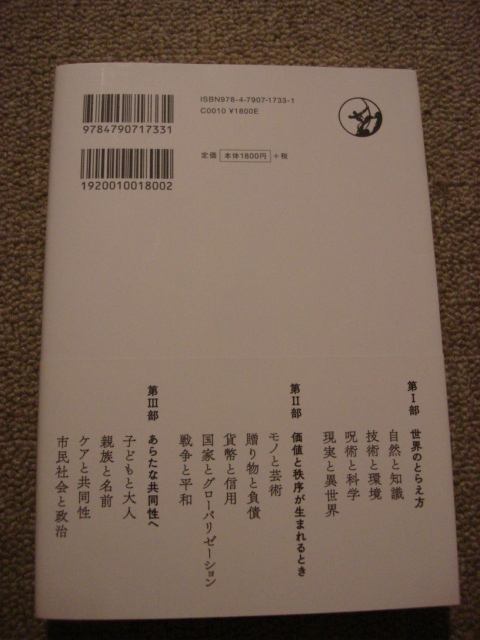 9784790717331
ISBN978-4-7907-1733-1
C0010 ¥1800E
1920010018002
定価 本体1800円 +税
第Ⅰ部 世界のとらえ方
自然と知識
技術と環境
呪術と科学
現実と異世界
第Ⅱ部 価値と秩序が生まれるとき
モノと芸術
贈り物と負債
貨幣と信用
国家とグローバリゼーション
戦争と平和
第Ⅲ部 あらたな共同性へ
子どもと大人
親族と名前
ケアと共同性
市民社会と政治